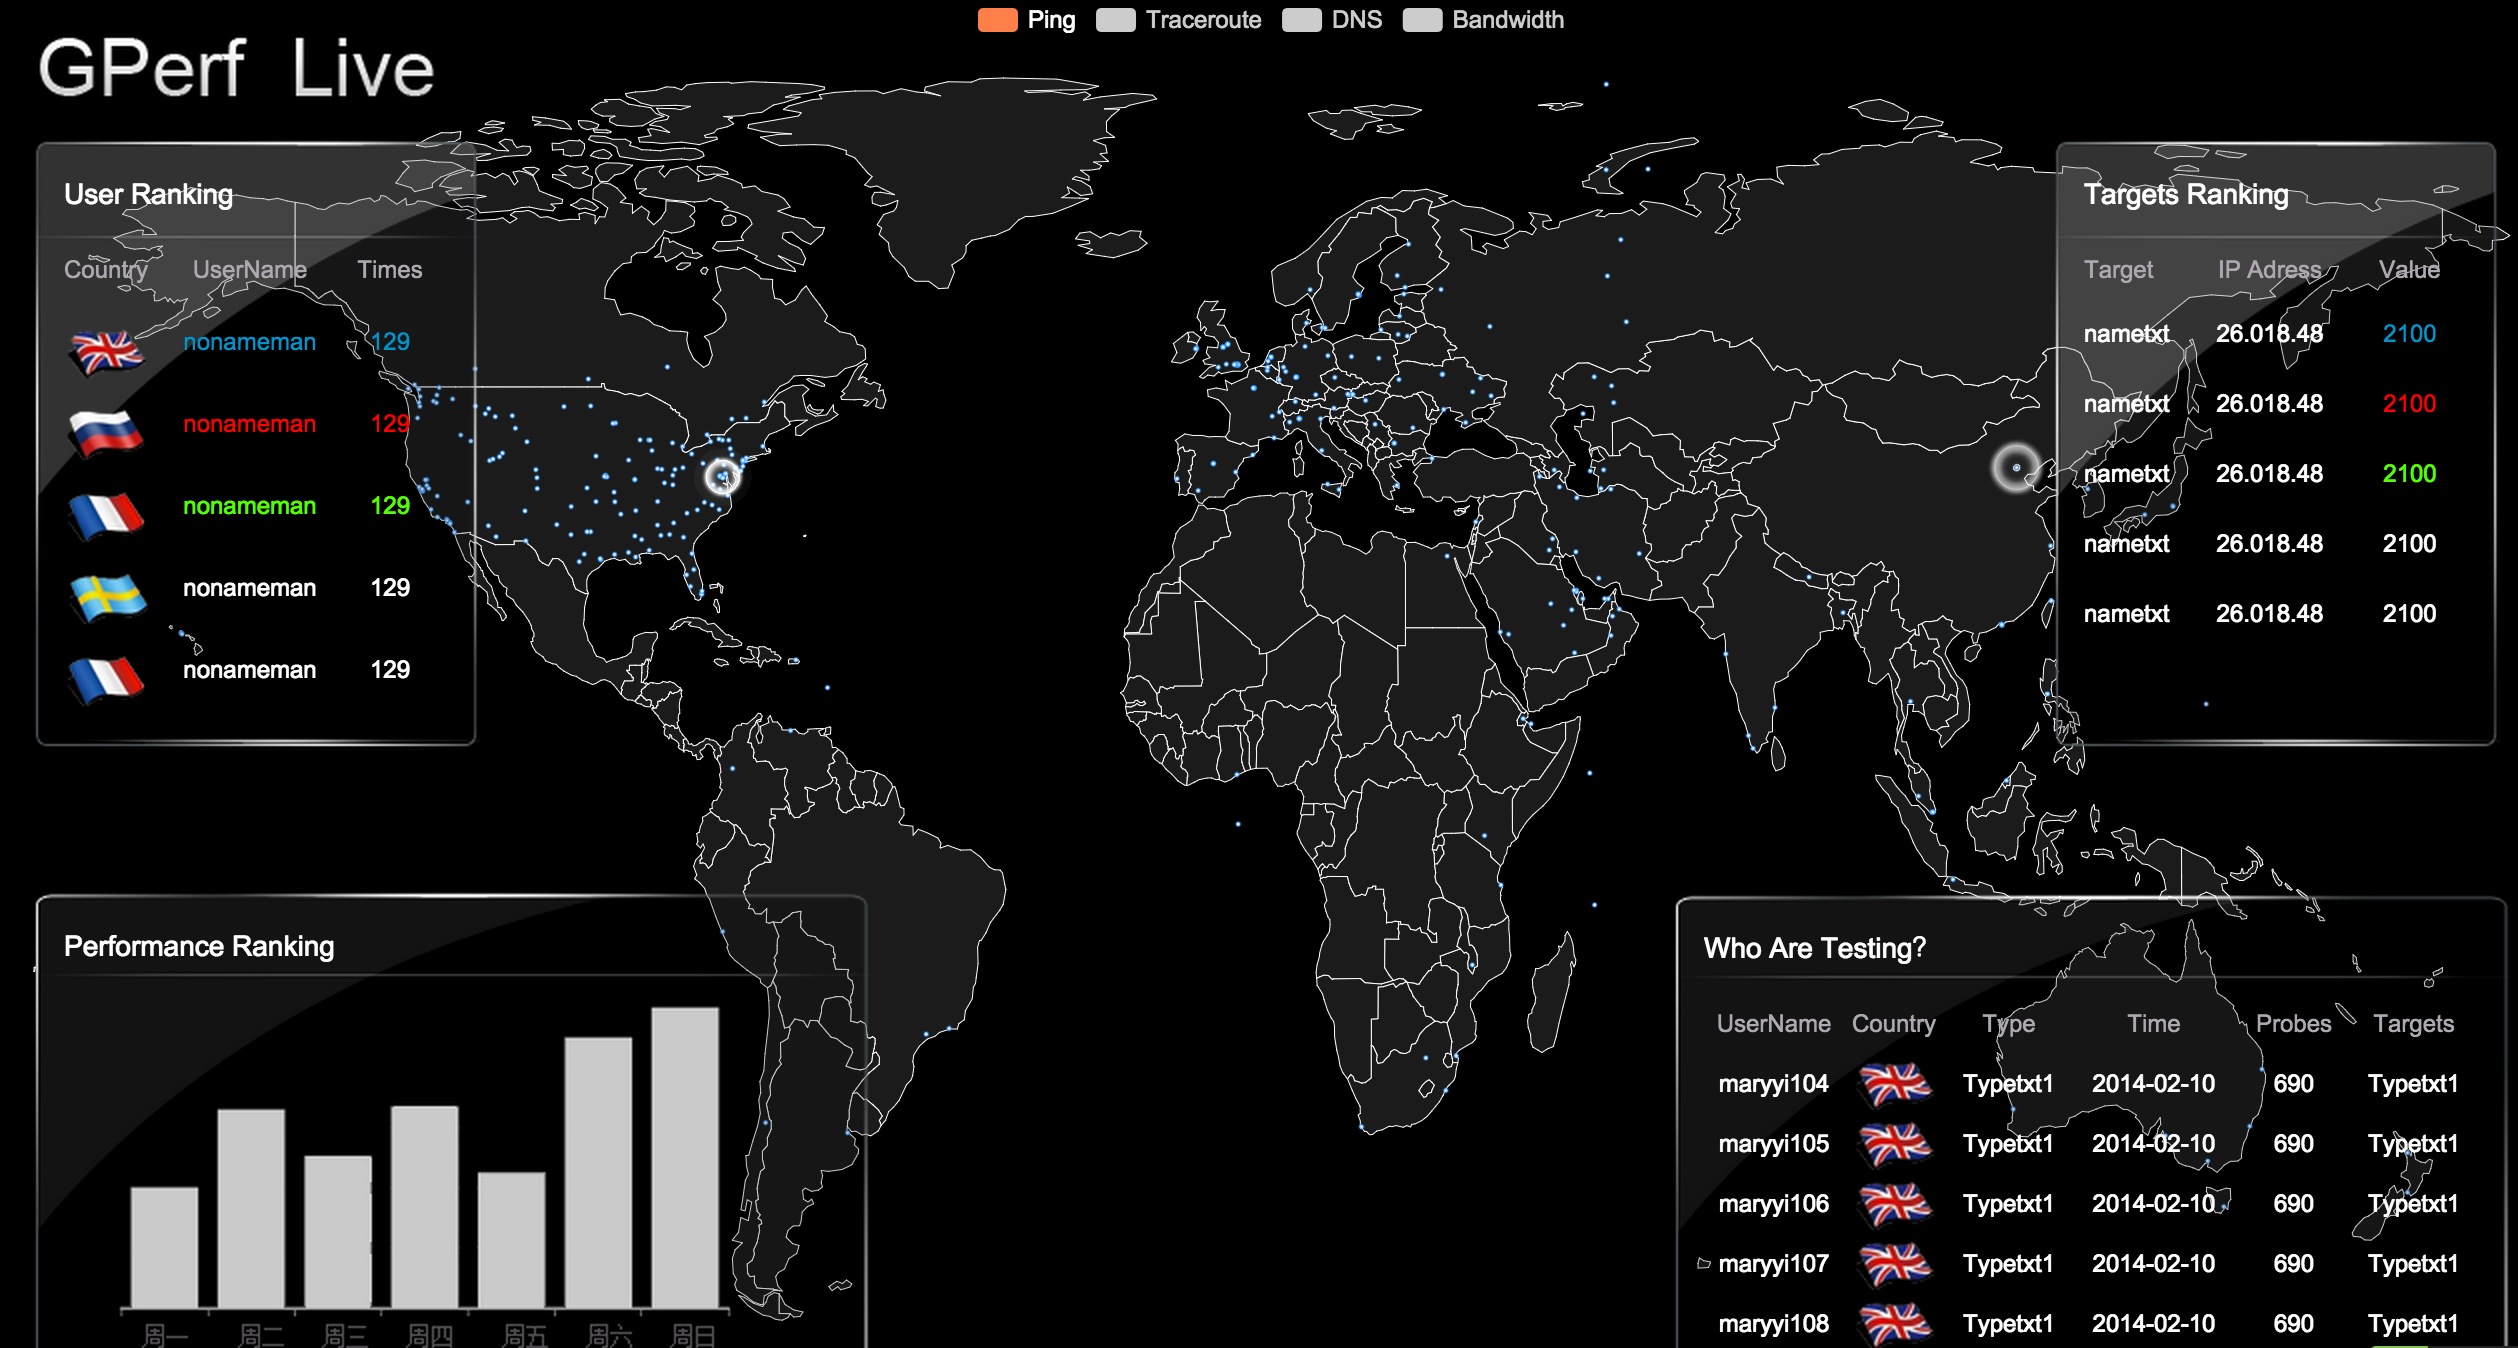 Ping Traceroute DNS Bandwidth
GPerf Live
User Ranking
Country UserName Times
nonameman 129
nonameman 129
nonameman 129
nonameman 129
nonameman 129
Targets Ranking
Target IP Adress Value
nametxt 26.018.48 2100
nametxt 26.018.48 2100
nametxt 26.018.48 2100
nametxt 26.018.48 2100
nametxt 26.018.48 2100
Performance Ranking
周一 周二 周三 周四 周五 周六 周日
Who Are Testing?
UserName Country Type Time Probes Targets
maryyi104 Typetxt1 2014-02-10 690 Typetxt1
maryyi105 Typetxt1 2014-02-10 690 Typetxt1
maryyi106 Typetxt1 2014-02-10 690 Typetxt1
maryyi107 Typetxt1 2014-02-10 690 Typetxt1
maryyi108 Typetxt1 2014-02-10 690 Typetxt1